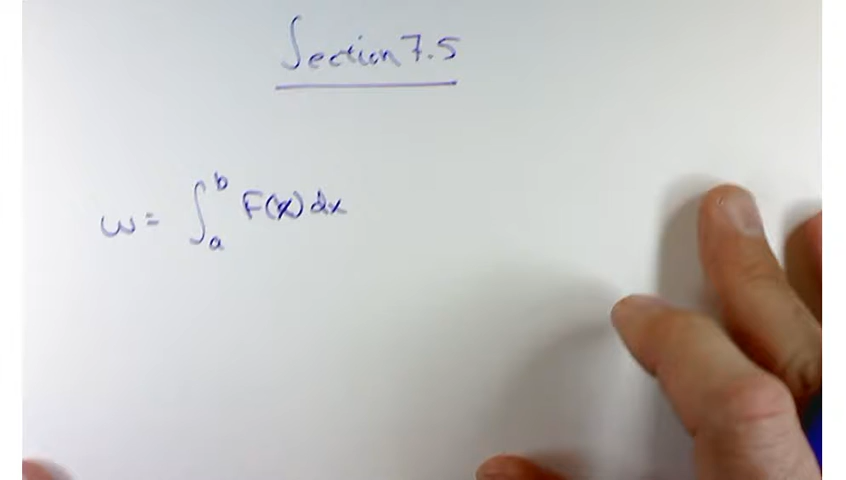 Section 7.5
w = ∫_a^b F(x) dx